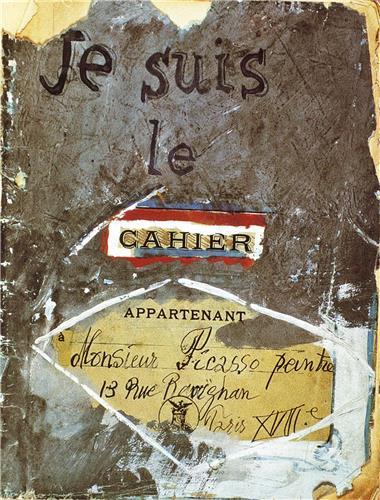 Je suis
le
CAHIER
APPARTENANT
à Monsieur Picasso peintre
13 Rue Ravignan
Paris XVIII.e